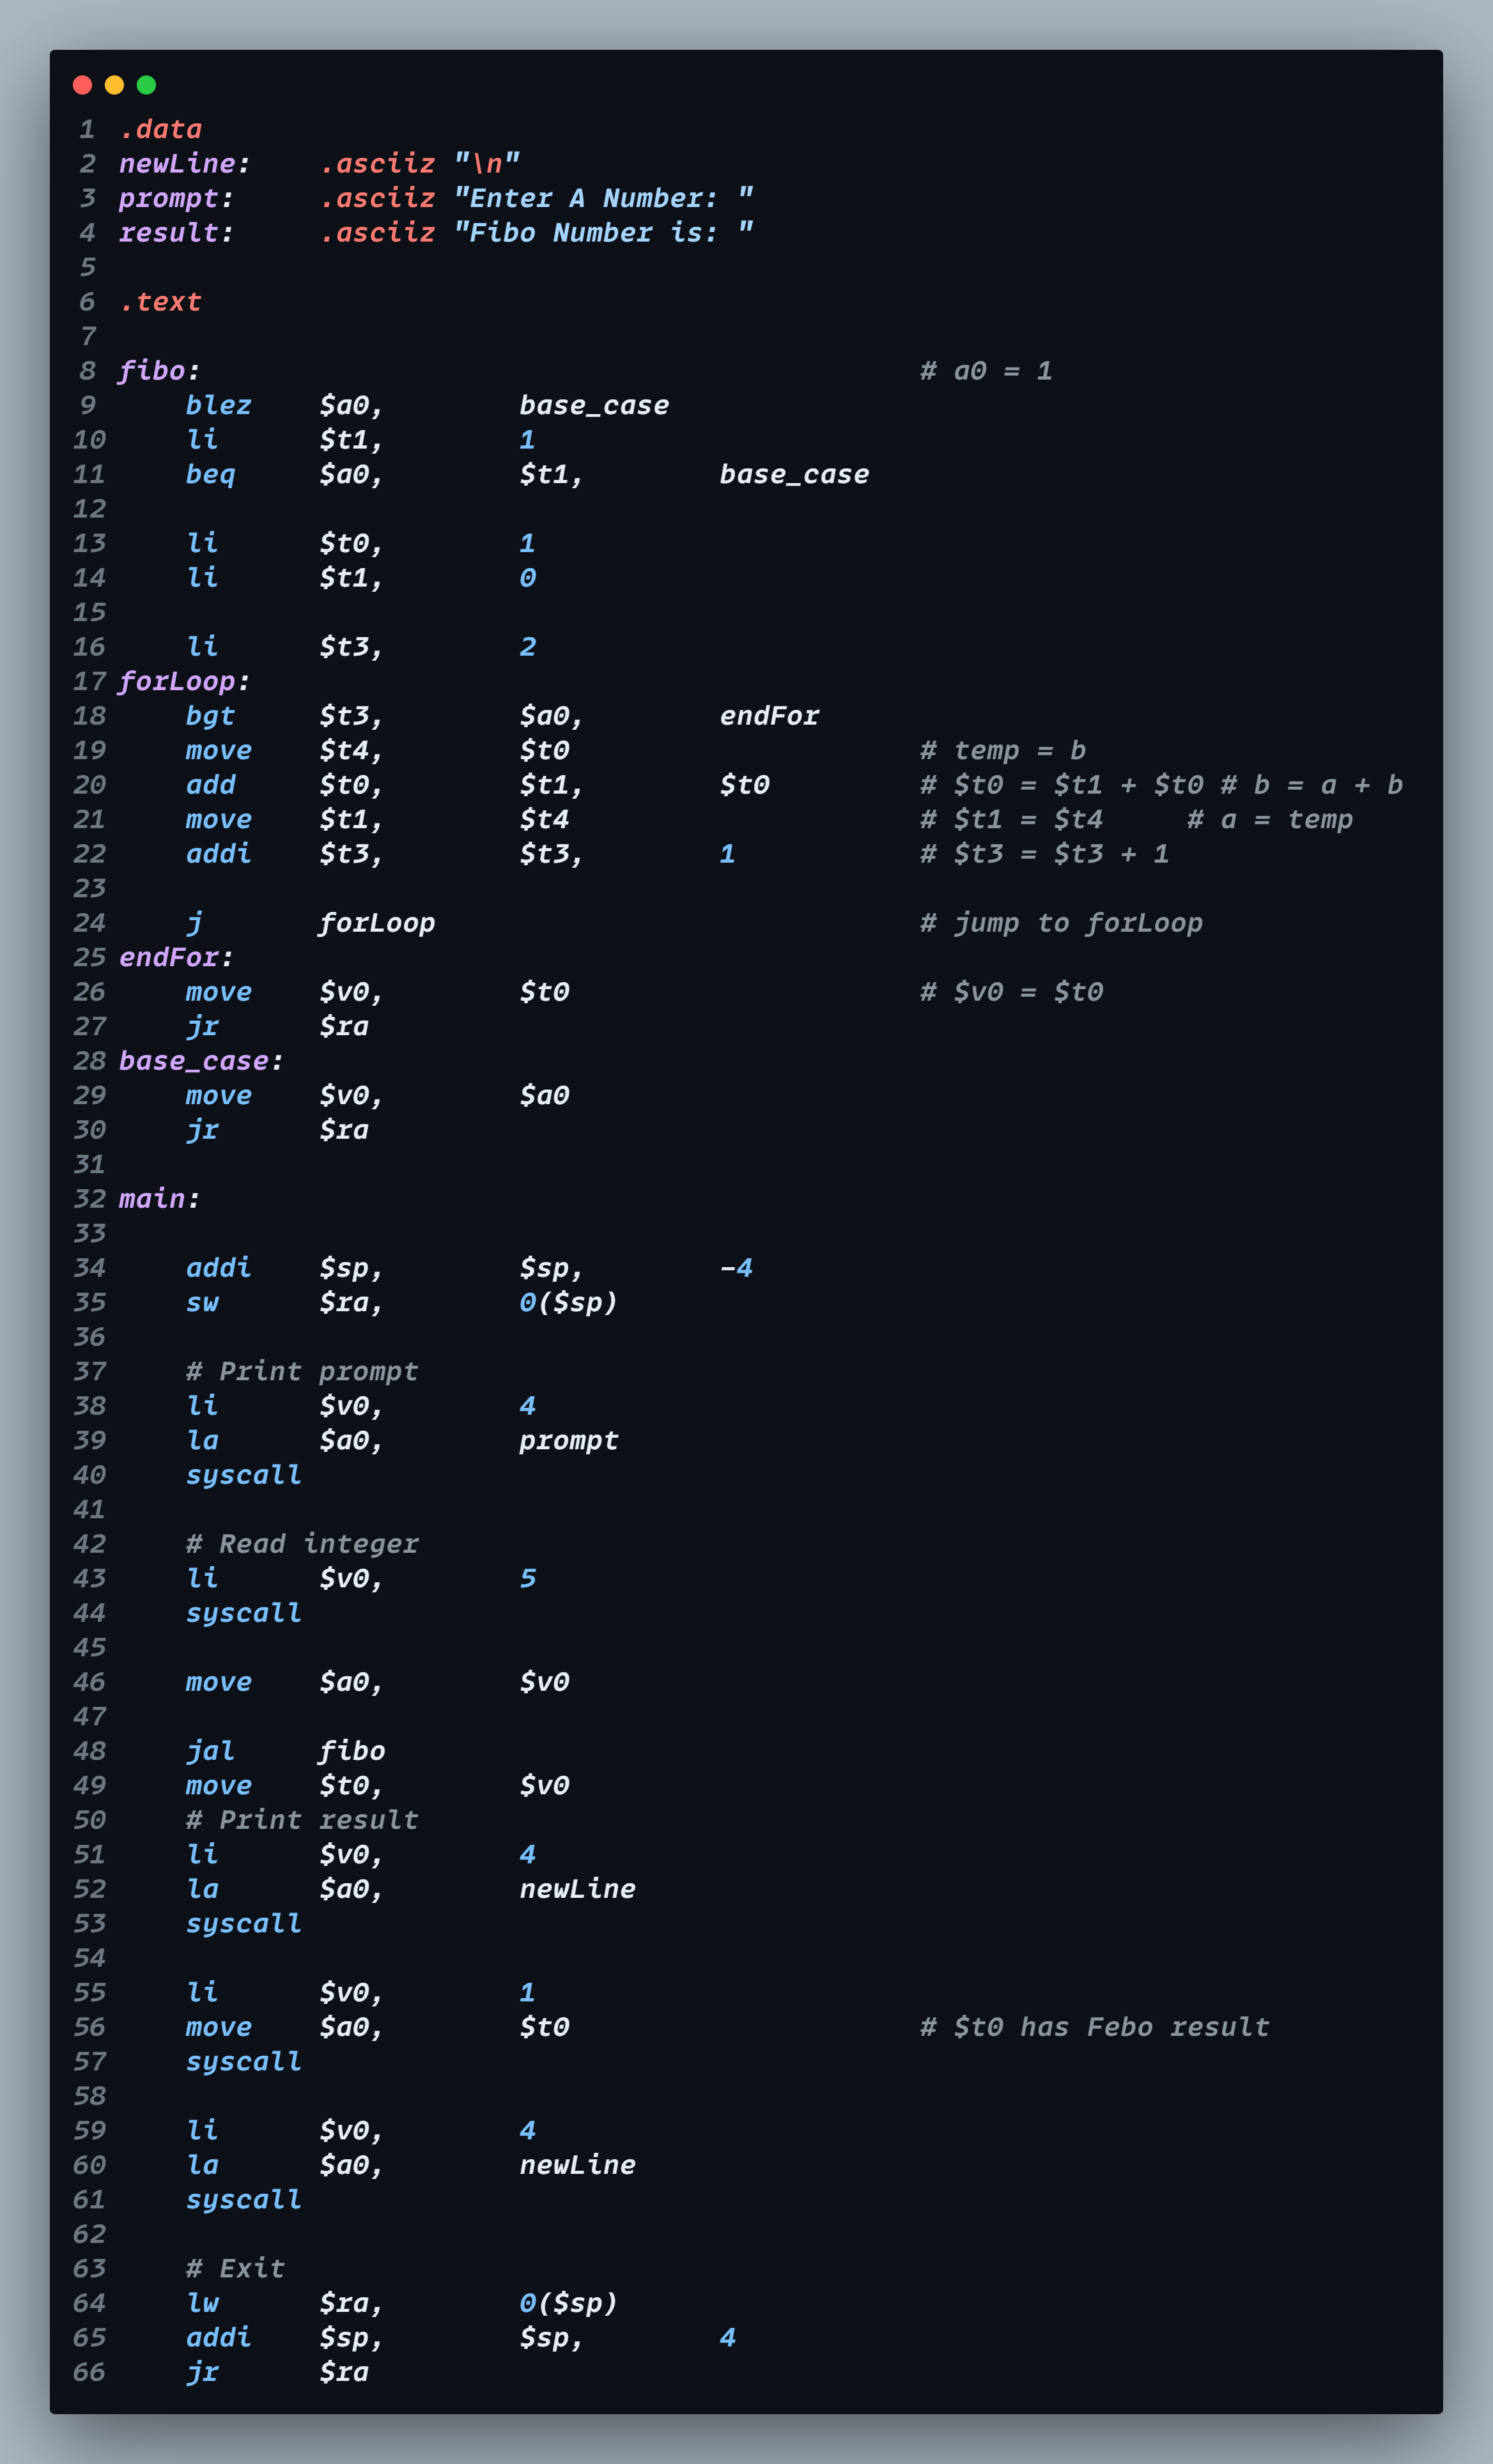 1 .data
2 newLine:    .asciiz "\n"
3 prompt:     .asciiz "Enter A Number: "
4 result:     .asciiz "Fibo Number is: "
5
6 .text
7
8 fibo:                                           # a0 = 1
9     blez    $a0,        base_case
10     li      $t1,        1
11     beq     $a0,        $t1,        base_case
12
13     li      $t0,        1
14     li      $t1,        0
15
16     li      $t3,        2
17 forLoop:
18     bgt     $t3,        $a0,        endFor
19     move    $t4,        $t0                     # temp = b
20     add     $t0,        $t1,        $t0         # $t0 = $t1 + $t0 # b = a + b
21     move    $t1,        $t4                     # $t1 = $t4     # a = temp
22     addi    $t3,        $t3,        1           # $t3 = $t3 + 1
23
24     j       forLoop                             # jump to forLoop
25 endFor:
26     move    $v0,        $t0                     # $v0 = $t0
27     jr      $ra
28 base_case:
29     move    $v0,        $a0
30     jr      $ra
31
32 main:
33
34     addi    $sp,        $sp,        -4
35     sw      $ra,        0($sp)
36
37     # Print prompt
38     li      $v0,        4
39     la      $a0,        prompt
40     syscall
41
42     # Read integer
43     li      $v0,        5
44     syscall
45
46     move    $a0,        $v0
47
48     jal     fibo
49     move    $t0,        $v0
50     # Print result
51     li      $v0,        4
52     la      $a0,        newLine
53     syscall
54
55     li      $v0,        1
56     move    $a0,        $t0                     # $t0 has Febo result
57     syscall
58
59     li      $v0,        4
60     la      $a0,        newLine
61     syscall
62
63     # Exit
64     lw      $ra,        0($sp)
65     addi    $sp,        $sp,        4
66     jr      $ra